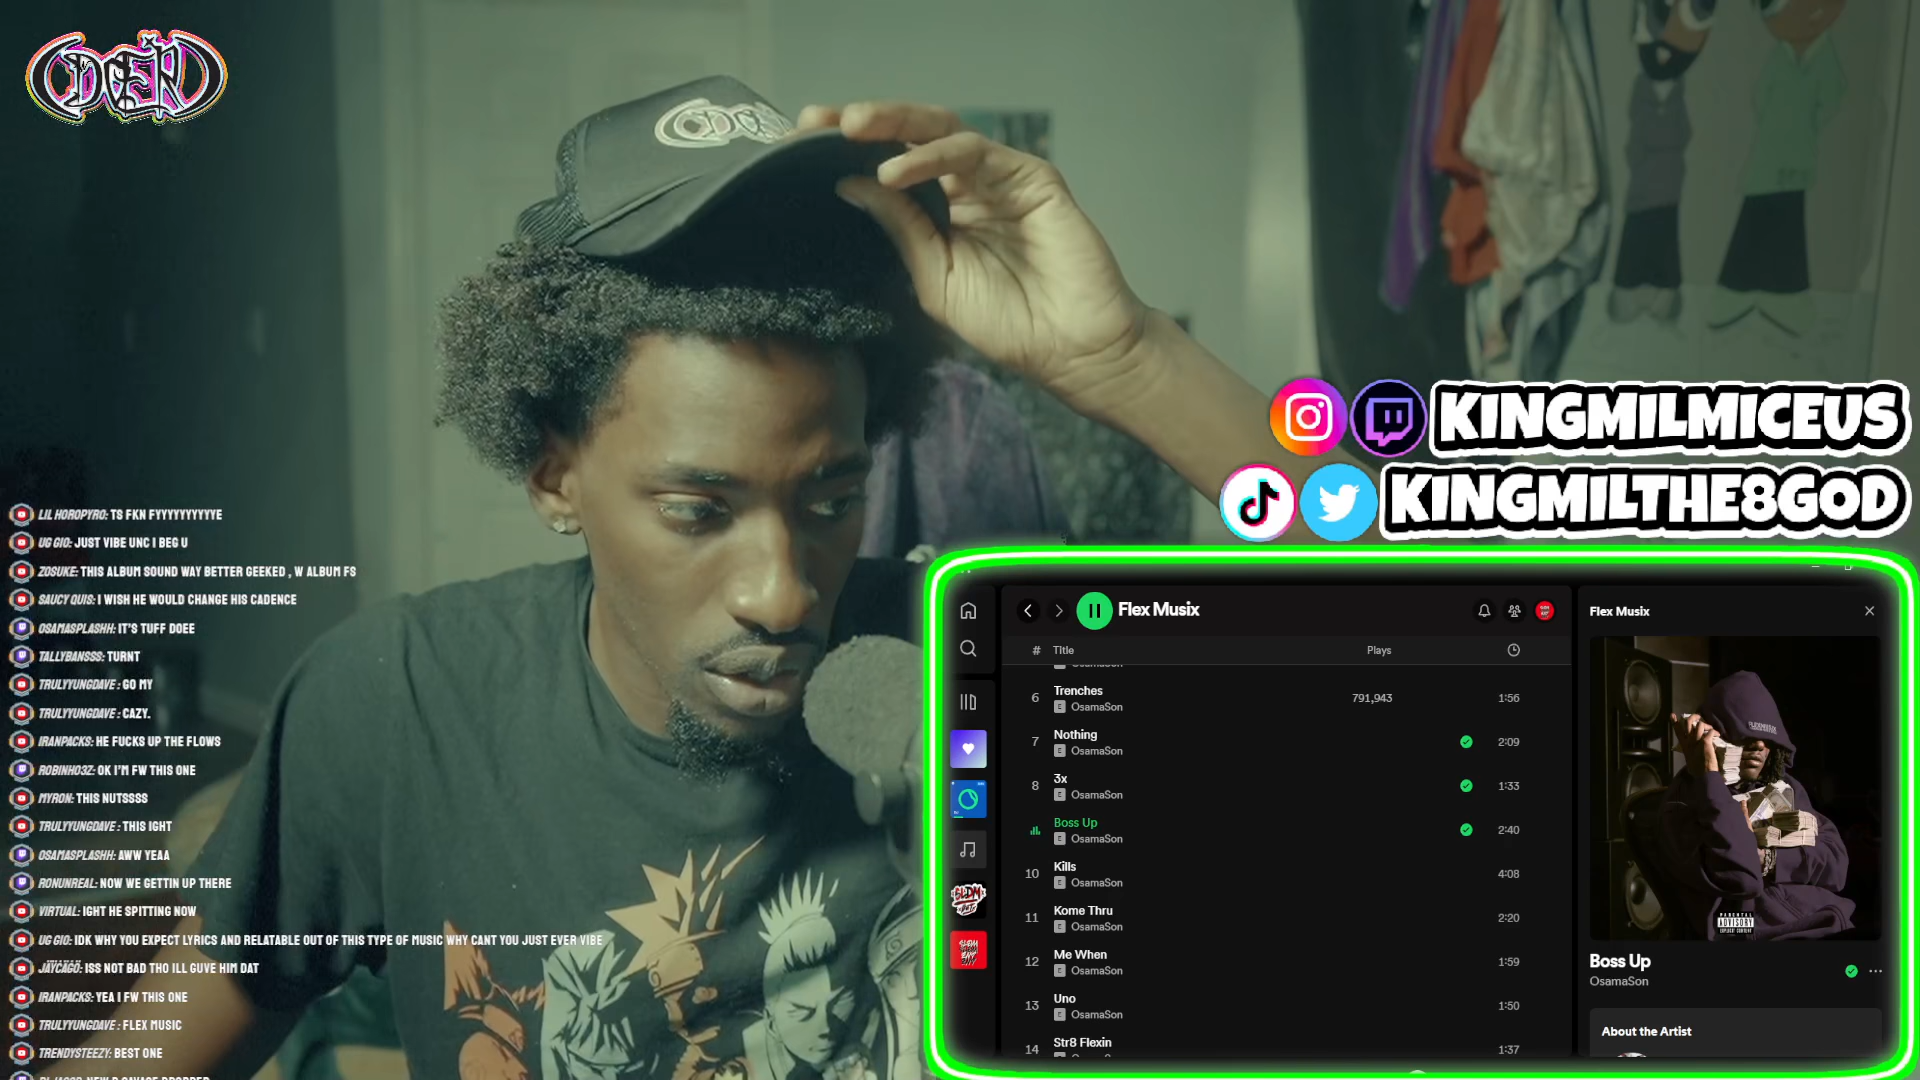 DCER
KINGMILMICEUS
KINGMILTHE8GOD
LIL HOROPYRO: TS FKN FYYYYYYYYYE
UG GIO: JUST VIBE UNC I BEG U
ZOSUKE: THIS ALBUM SOUND WAY BETTER GEEKED , W ALBUM FS
SAUCY QUIS: I WISH HE WOULD CHANGE HIS CADENCE
OSAMASPLASHH: IT'S TUFF DOEE
TALLYBANSSS: TURNT
TRULYYUNGDAVE : GO MY
TRULYYUNGDAVE : CAZY.
IRANPACKS: HE FUCKS UP THE FLOWS
ROBINHO3Z: OK I'M FW THIS ONE
MYRON: THIS NUTSSSS
TRULYYUNGDAVE : THIS IGHT
OSAMASPLASHH: AWW YEAA
RONUNREAL: NOW WE GETTIN UP THERE
VIRTUAL: IGHT HE SPITTING NOW
UG GIO: IDK WHY YOU EXPECT LYRICS AND RELATABLE OUT OF THIS TYPE OF MUSIC WHY CANT YOU JUST EVER VIBE
JAYCAGO: ISS NOT BAD THO ILL GUVE HIM DAT
IRANPACKS: YEA I FW THIS ONE
TRULYYUNGDAVE : FLEX MUSIC
TRENDYSTEEZY: BEST ONE
Flex Musix
# Title Plays
6 Trenches 791,943 1:56
E OsamaSon
7 Nothing 2:09
E OsamaSon
8 3x 1:33
E OsamaSon
Boss Up 2:40
E OsamaSon
10 Kills 4:08
E OsamaSon
11 Kome Thru 2:20
E OsamaSon
12 Me When 1:59
E OsamaSon
13 Uno 1:50
E OsamaSon
14 Str8 Flexin 1:37
Flex Musix
PARENTAL
ADVISORY
EXPLICIT CONTENT
Boss Up
OsamaSon
About the Artist